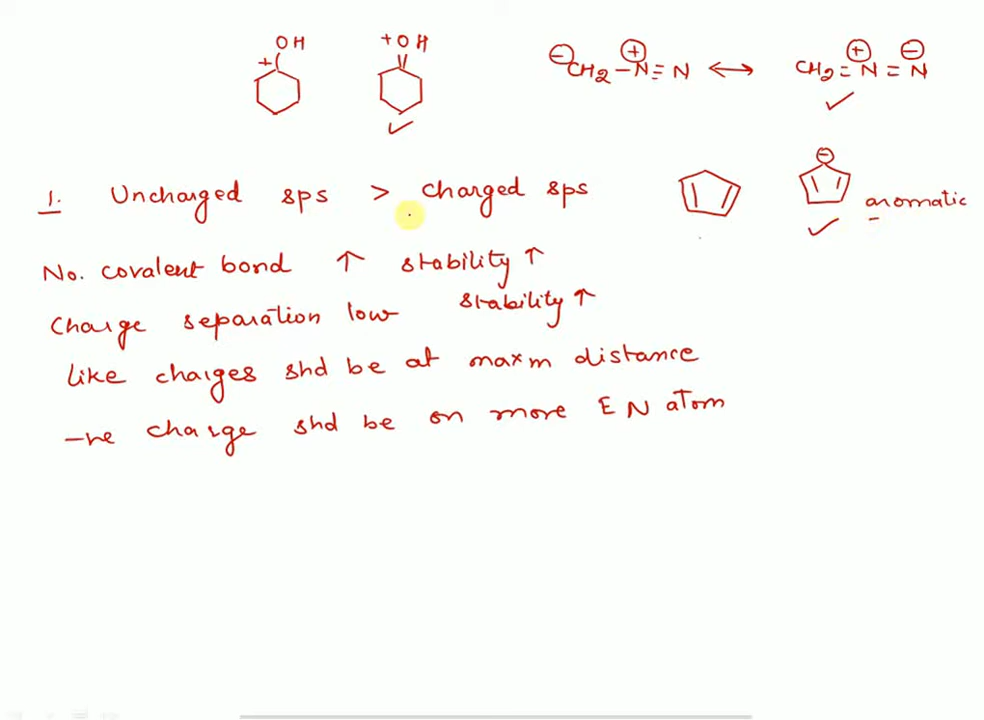 OH +OH ⊖CH2 – N⊕ ≡ N ↔ CH2 = N⊕ = N⊖
+
⊖
1. Uncharged sps > charged sps
aromatic
No. covalent bond ↑ stability ↑
Charge separation low stability ↑
like charges shd be at maxm distance
-ve charge shd be on more EN atom